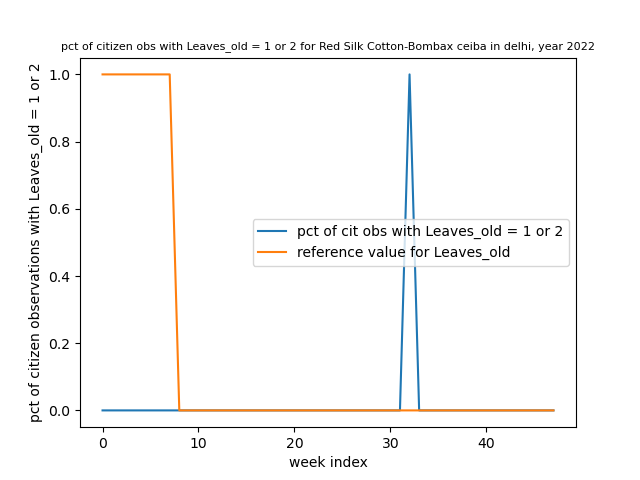 pct of citizen obs with Leaves_old = 1 or 2 for Red Silk Cotton-Bombax ceiba in delhi, year 2022
pct of citizen observations with Leaves_old = 1 or 2
1.0
0.8
0.6
0.4
0.2
0.0
pct of cit obs with Leaves_old = 1 or 2
reference value for Leaves_old
0 10 20 30 40
week index